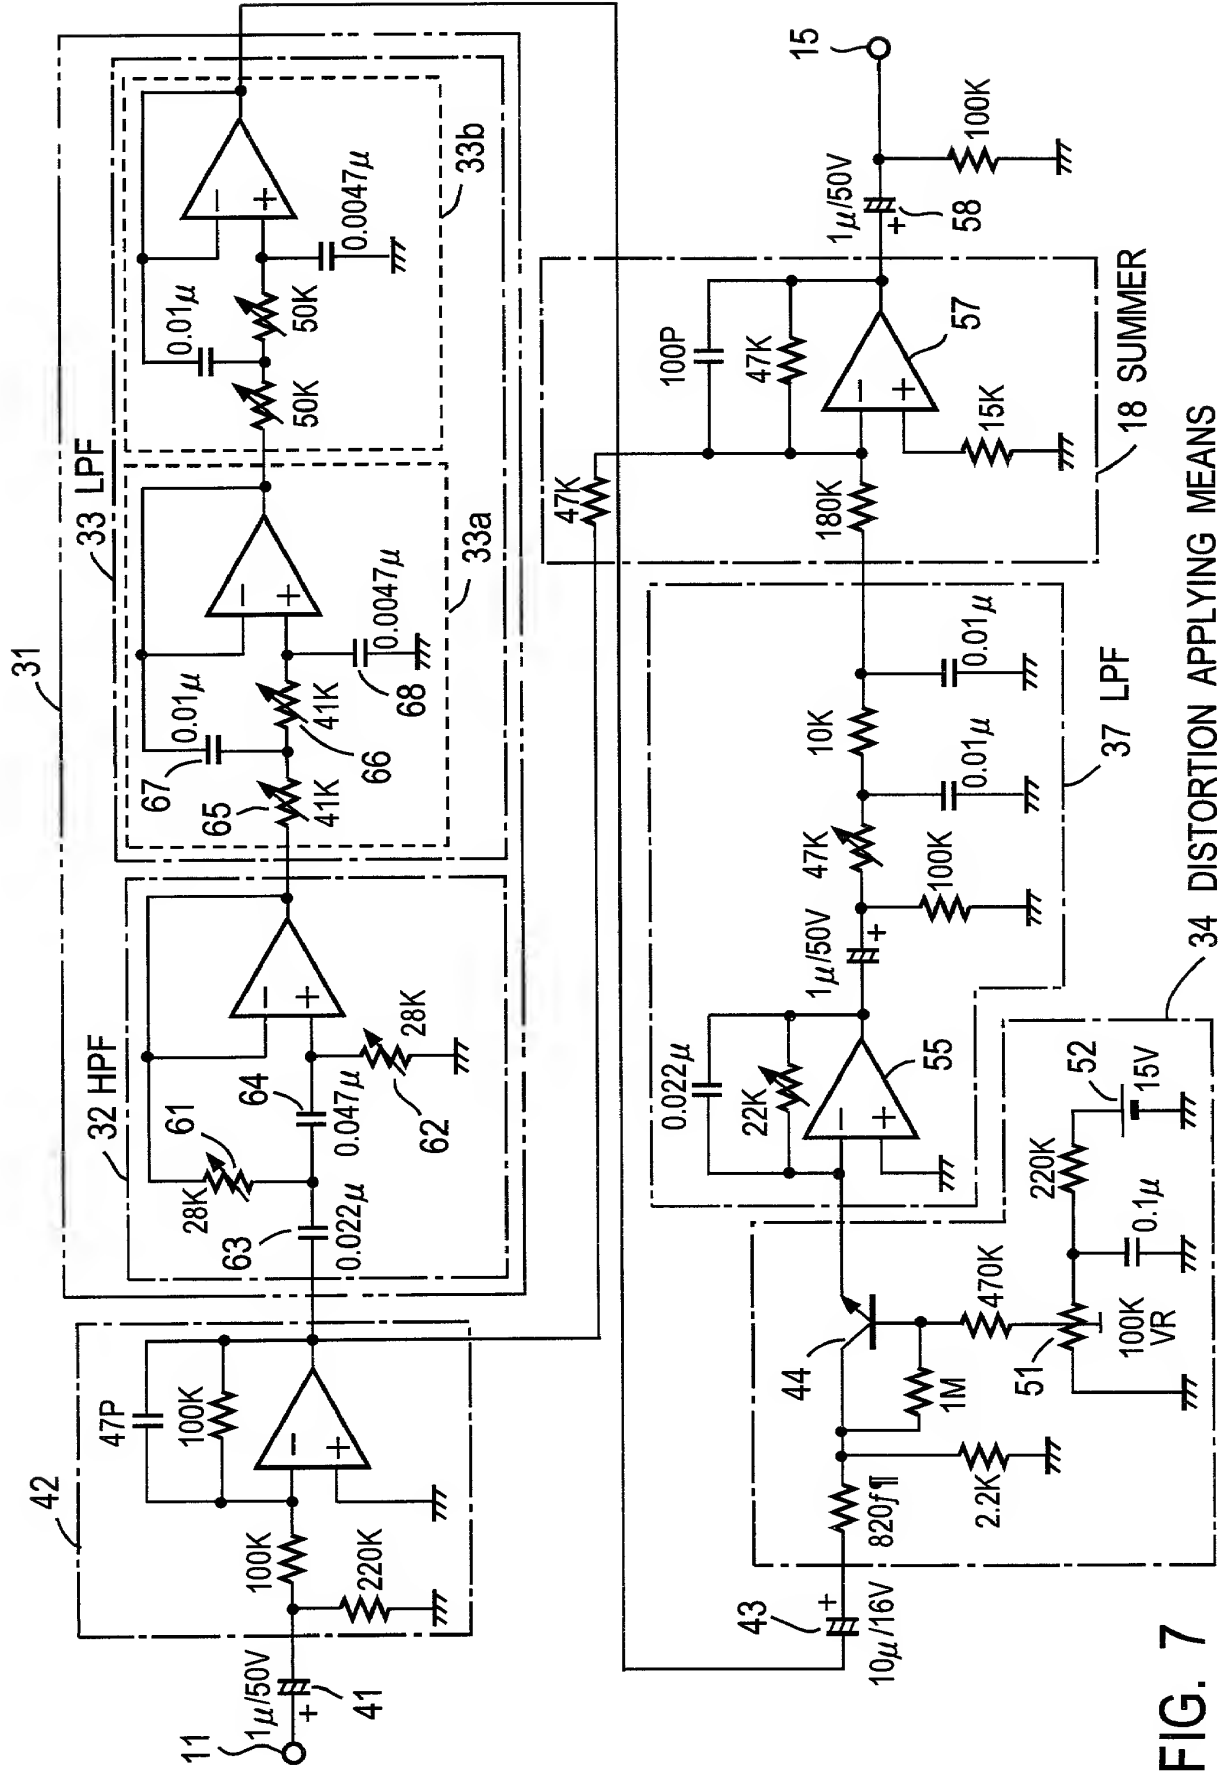 31
33 LPF
32 HPF
42
47P
100K
100K
220K
1μ/50V
+
41
11
−
+
28K
61
63
0.022μ
64
0.047μ
28K
62
−
+
67
0.01μ
65
41K
66
41K
68
0.0047μ
33a
−
+
0.01μ
50K
50K
0.0047μ
33b
−
+
47K
43
+
10μ/16V
820f¶
2.2K
1M
44
470K
51
100K
VR
0.1μ
220K
52
15V
34 DISTORTION APPLYING MEANS
0.022μ
22K
−
+
55
1μ/50V
+
100K
47K
0.01μ
10K
0.01μ
37 LPF
180K
100P
47K
−
+
15K
57
18 SUMMER
1μ/50V
+
58
100K
15
FIG. 7